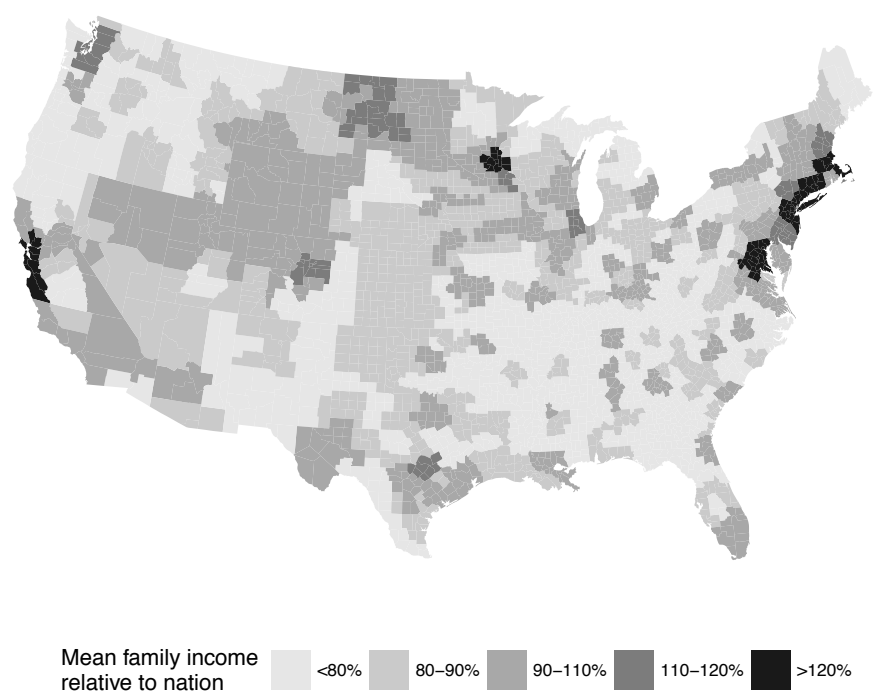 Mean family income
relative to nation
<80%
80–90%
90–110%
110–120%
>120%